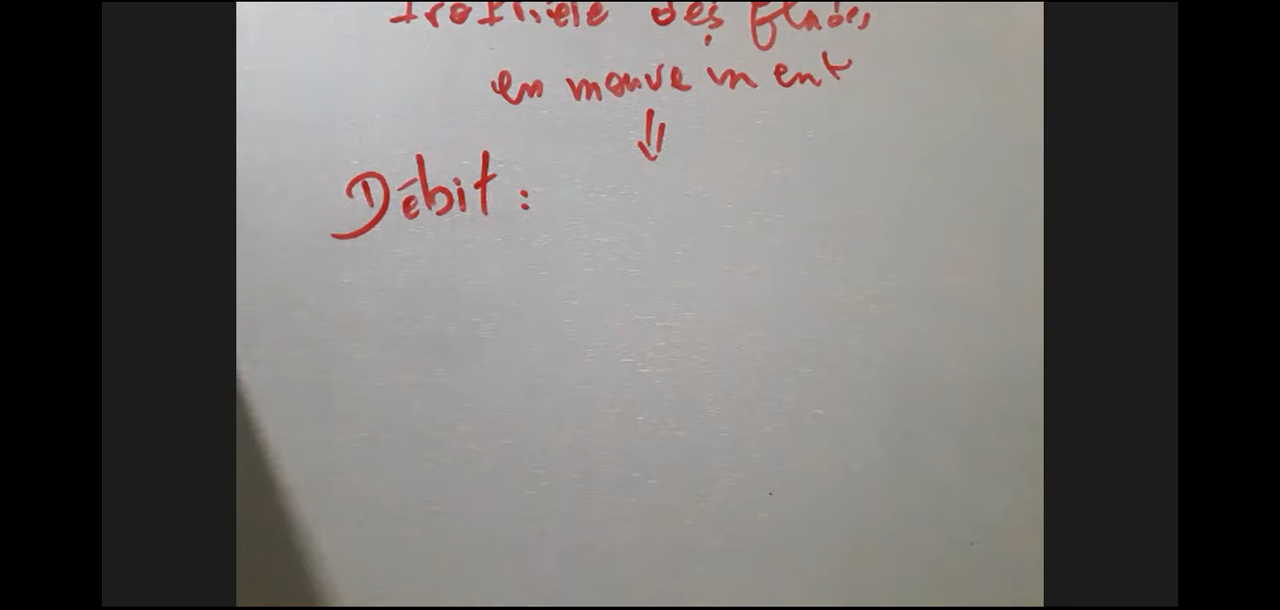 des
en mouvement
⇓
Débit :